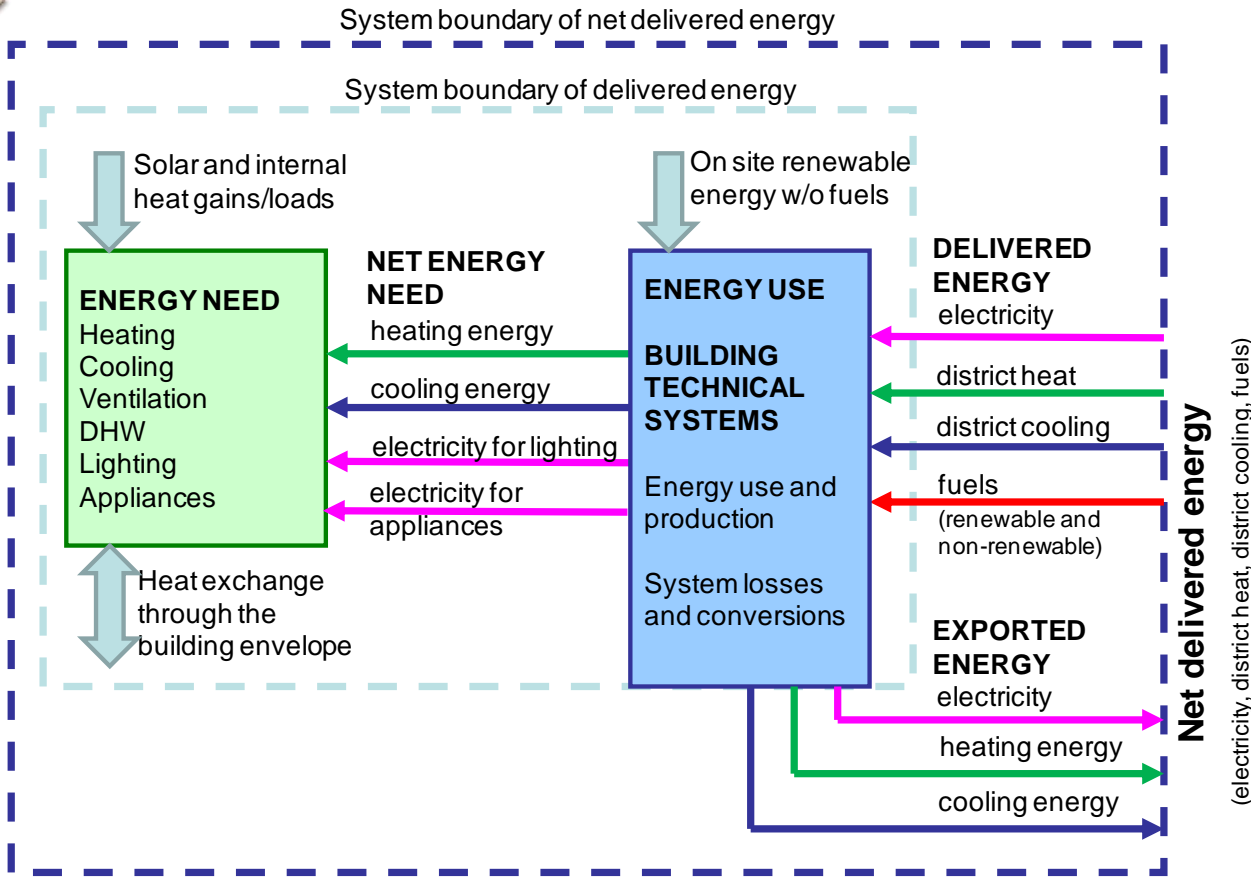 System boundary of net delivered energy
System boundary of delivered energy
Solar and internal
heat gains/loads
On site renewable
energy w/o fuels
ENERGY NEED
Heating
Cooling
Ventilation
DHW
Lighting
Appliances
NET ENERGY
NEED
heating energy
cooling energy
electricity for lighting
electricity for
appliances
ENERGY USE
BUILDING
TECHNICAL
SYSTEMS
Energy use and
production
System losses
and conversions
DELIVERED
ENERGY
electricity
district heat
district cooling
fuels
(renewable and
non-renewable)
Heat exchange
through the
building envelope
EXPORTED
ENERGY
electricity
heating energy
cooling energy
Net delivered energy
(electricity, district heat, district cooling, fuels)